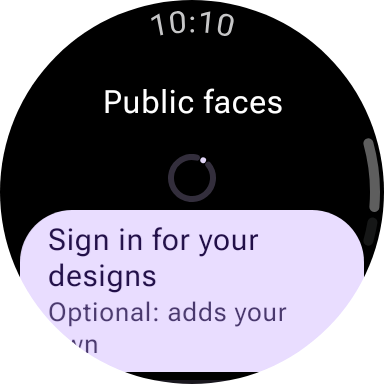 10:10
Public faces
Sign in for your
designs
Optional: adds your